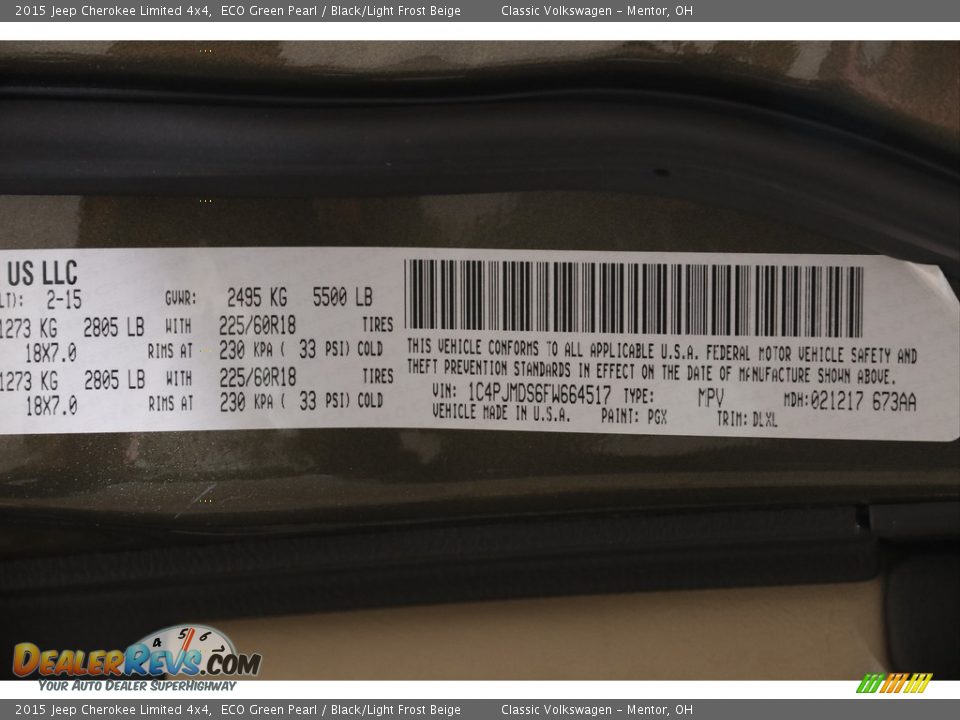 2015 Jeep Cherokee Limited 4x4, ECO Green Pearl / Black/Light Frost Beige Classic Volkswagen – Mentor, OH
US LLC
LT): 2-15 GVWR: 2495 KG 5500 LB
1273 KG 2805 LB WITH 225/60R18 TIRES
18X7.0 RIMS AT 230 KPA ( 33 PSI) COLD
1273 KG 2805 LB WITH 225/60R18 TIRES
18X7.0 RIMS AT 230 KPA ( 33 PSI) COLD
THIS VEHICLE CONFORMS TO ALL APPLICABLE U.S.A. FEDERAL MOTOR VEHICLE SAFETY AND
THEFT PREVENTION STANDARDS IN EFFECT ON THE DATE OF MANUFACTURE SHOWN ABOVE.
VIN: 1C4PJMDS6FW664517 TYPE: MPV MDH:021217 673AA
VEHICLE MADE IN U.S.A. PAINT: PGX TRIM: DLXL
4 5 6
DEALERREVS.COM
YOUR AUTO DEALER SUPERHIGHWAY
2015 Jeep Cherokee Limited 4x4, ECO Green Pearl / Black/Light Frost Beige Classic Volkswagen – Mentor, OH